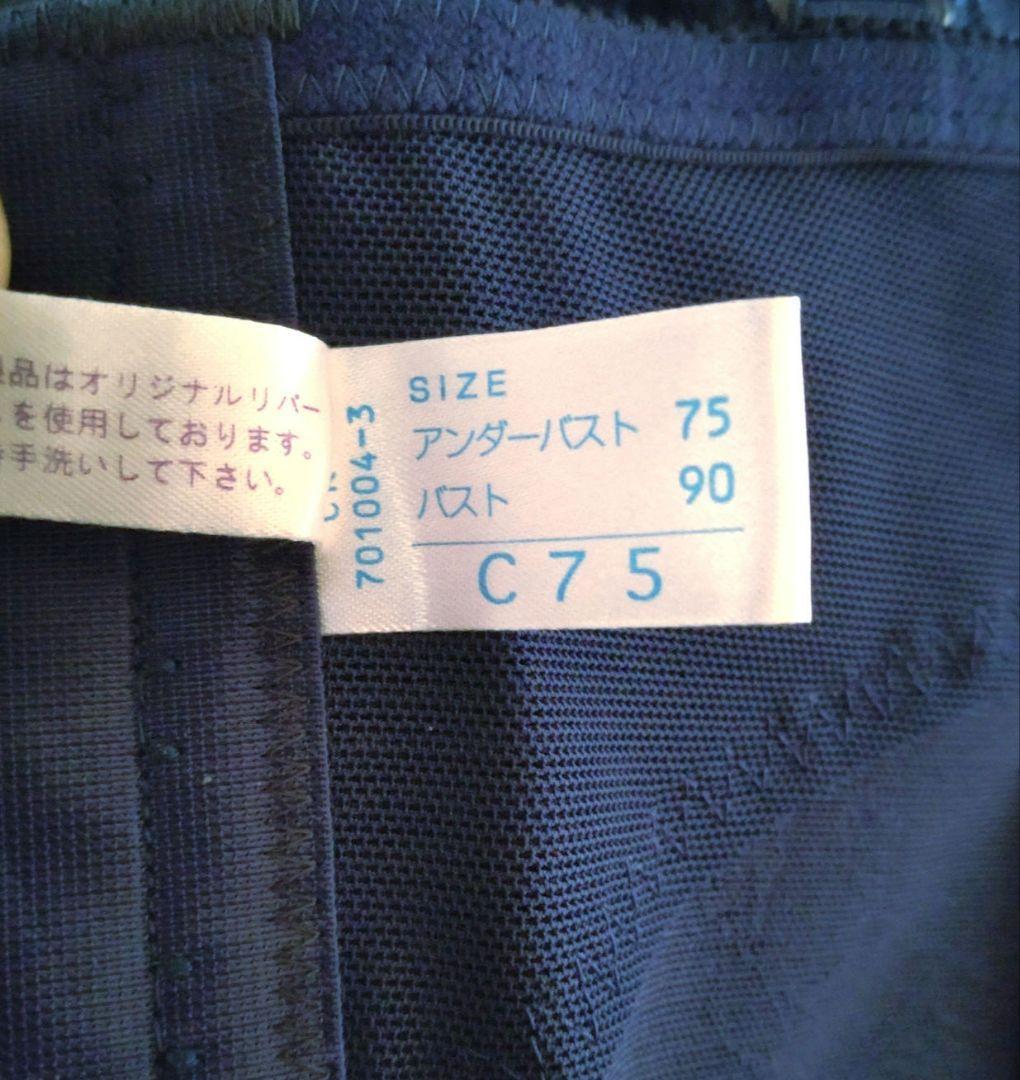 品はオリジナルリバー
を使用しております。
手洗いして下さい。
701004-3
SIZE
アンダーバスト 75
バスト 90
C75